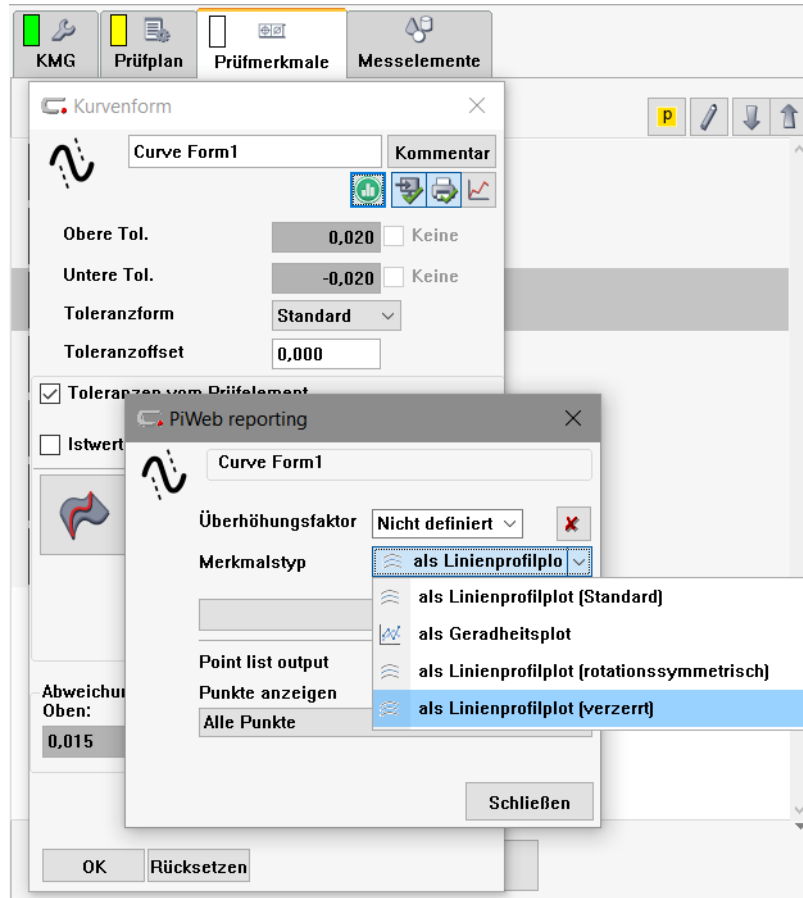 KMG Prüfplan Prüfmerkmale Messelemente
Kurvenform
Curve Form1 Kommentar
p
Obere Tol. 0,020 Keine
Untere Tol. -0,020 Keine
Toleranzform Standard
Toleranzoffset 0,000
Toleranzen vom Prüfelement
Istwert
PiWeb reporting
Curve Form1
Überhöhungsfaktor Nicht definiert
Merkmalstyp als Linienprofilplo
als Linienprofilplot (Standard)
als Geradheitsplot
als Linienprofilplot (rotationssymmetrisch)
als Linienprofilplot (verzerrt)
Point list output
Punkte anzeigen
Alle Punkte
Schließen
Abweichu
Oben:
0,015
OK Rücksetzen